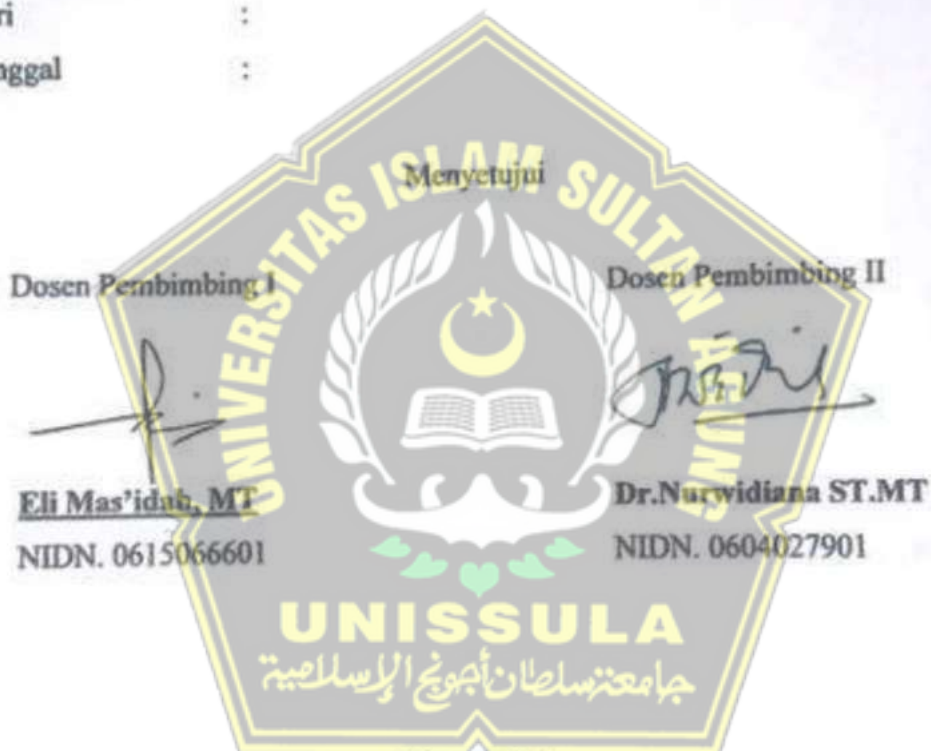 ri :
nggal :
Menyetujui
Dosen Pembimbing I
Dosen Pembimbing II
Eli Mas'idah, MT
NIDN. 0615066601
Dr.Nurwidiana ST.MT
NIDN. 0604027901
UNIVERSITAS ISLAM SULTAN AGUNG
UNISSULA
جامعة سلطان أجونج الإسلامية